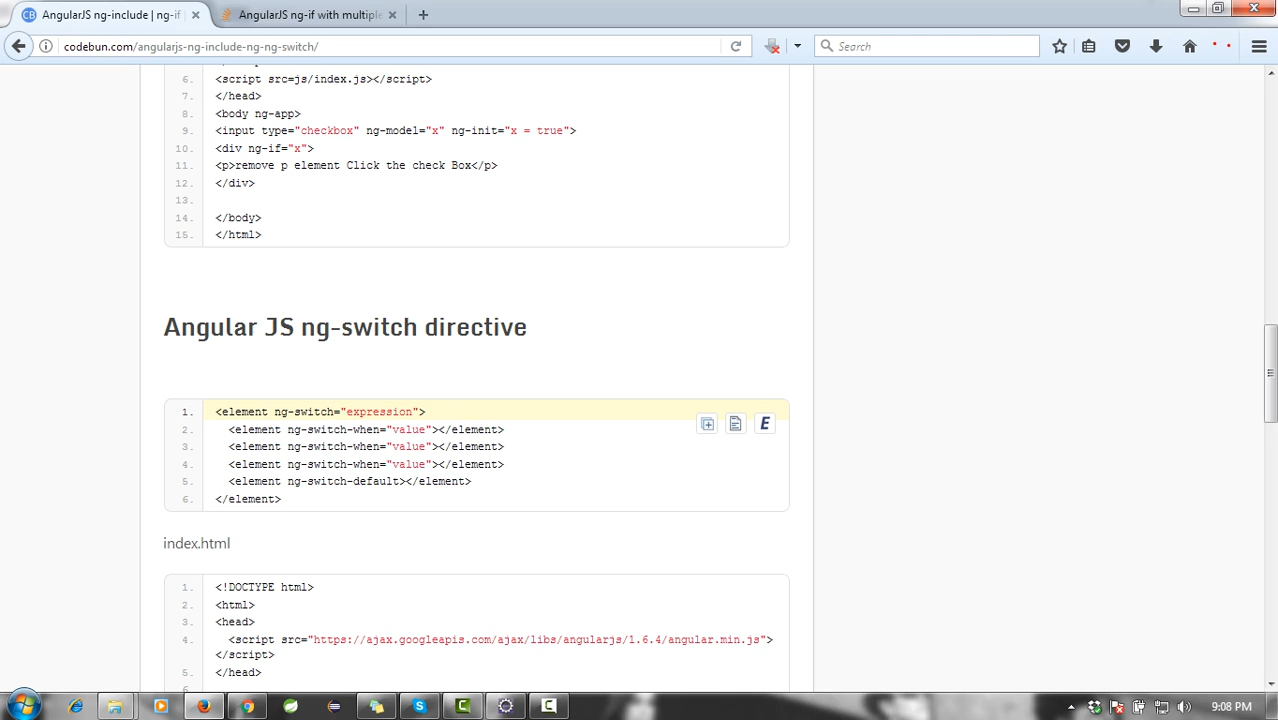 AngularJS ng-include | ng-if
AngularJS ng-if with multiple
codebun.com/angularjs-ng-include-ng-ng-switch/
Search
6. <script src=js/index.js></script>
7. </head>
8. <body ng-app>
9. <input type="checkbox" ng-model="x" ng-init="x = true">
10. <div ng-if="x">
11. <p>remove p element Click the check Box</p>
12. </div>
13.
14. </body>
15. </html>
Angular JS ng-switch directive
1. <element ng-switch="expression">
2. <element ng-switch-when="value"></element>
3. <element ng-switch-when="value"></element>
4. <element ng-switch-when="value"></element>
5. <element ng-switch-default></element>
6. </element>
E
index.html
1. <!DOCTYPE html>
2. <html>
3. <head>
4. <script src="https://ajax.googleapis.com/ajax/libs/angularjs/1.6.4/angular.min.js">
</script>
5. </head>
9:08 PM